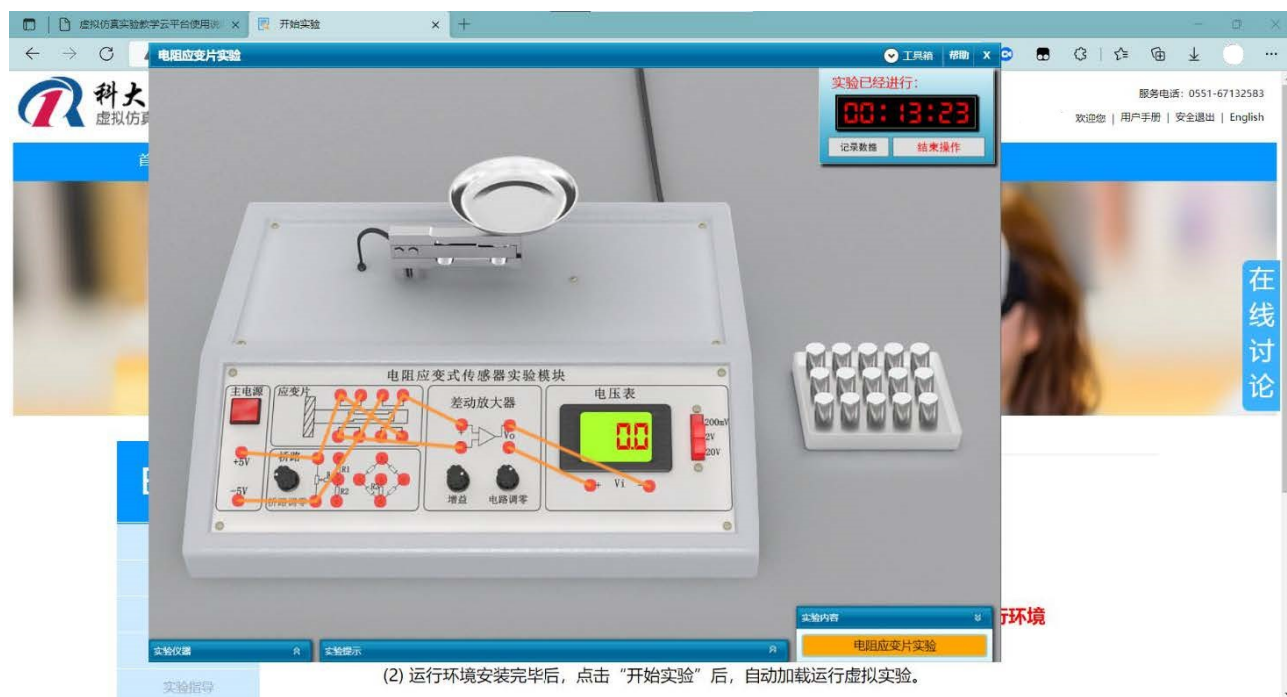 虚拟仿真实验教学云平台使用说
开始实验
电阻应变片实验
工具箱
帮助
X
科大
虚拟仿真
服务电话：0551-67132583
欢迎您 | 用户手册 | 安全退出 | English
首
实验已经进行：
00:13:23
记录数据
结束操作
在线讨论
电阻应变式传感器实验模块
主电源
应变片
差动放大器
电压表
+5V
-5V
桥路
桥路调零
R1
R2
+
-
Vo
增益
电路调零
0.0
200mV
2V
20V
+ Vi -
实验内容
电阻应变片实验
行环境
实验仪器
实验提示
(2) 运行环境安装完毕后，点击“开始实验”后，自动加载运行虚拟实验。
实验指导